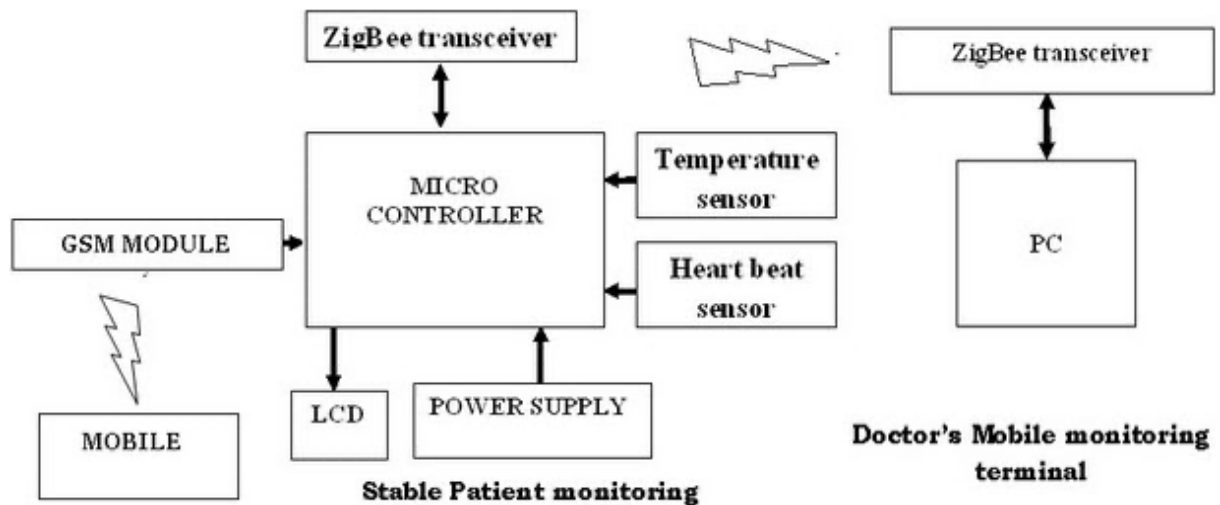 ZigBee transceiver
ZigBee transceiver
MICRO
CONTROLLER
Temperature
sensor
Heart beat
sensor
GSM MODULE
PC
LCD
POWER SUPPLY
MOBILE
Stable Patient monitoring
Doctor's Mobile monitoring
terminal